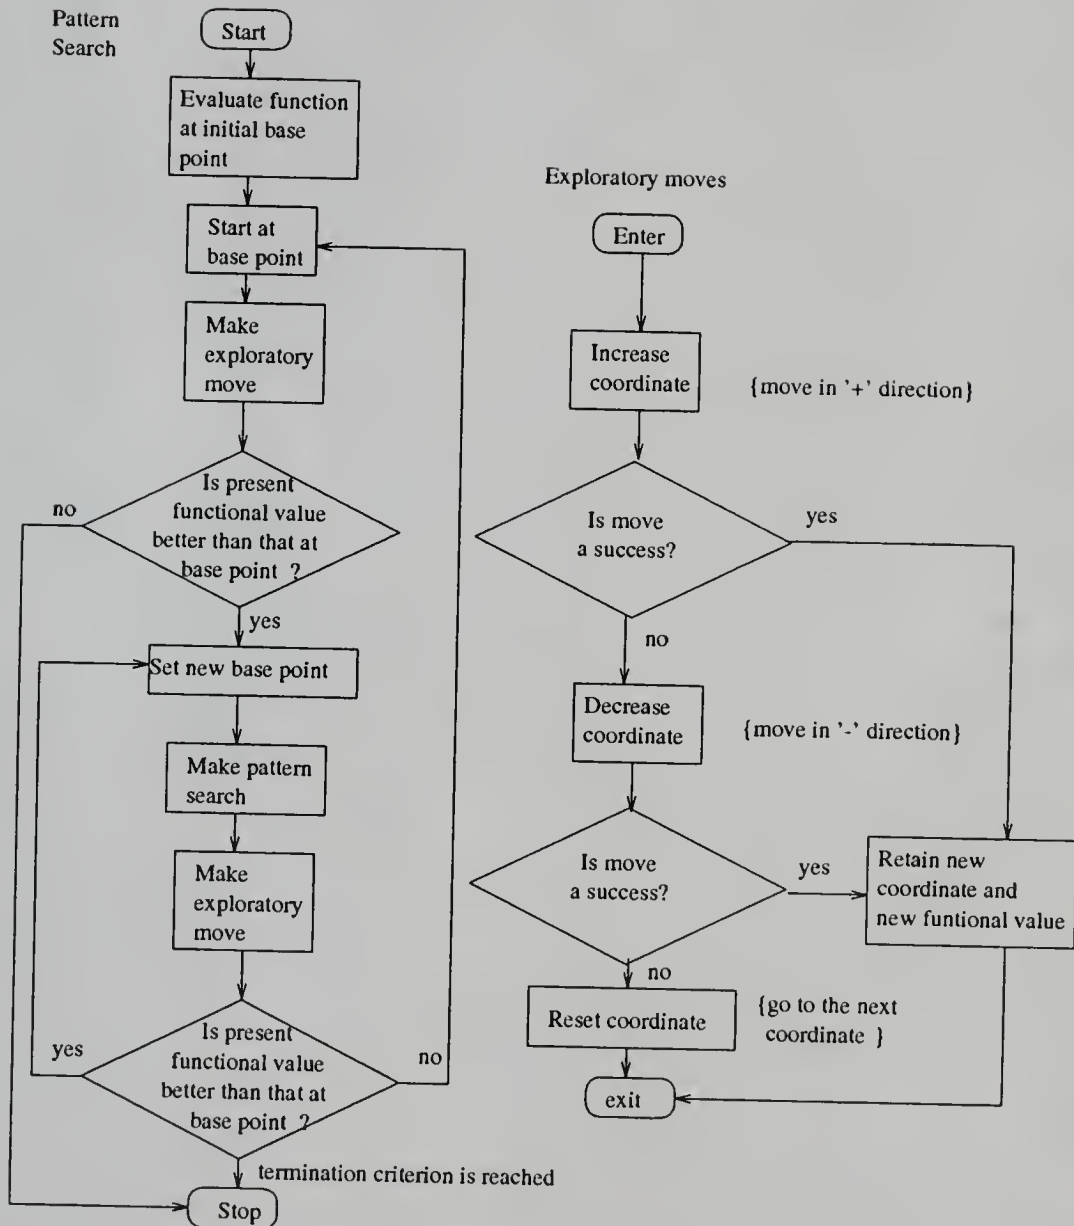 Pattern
Search
Start
Evaluate function
at initial base
point
Start at
base point
Make
exploratory
move
Is present
functional value
better than that at
base point ?
no
yes
Set new base point
Make pattern
search
Make
exploratory
move
Is present
functional value
better than that at
base point ?
yes
no
termination criterion is reached
Stop
Exploratory moves
Enter
Increase
coordinate
{move in '+' direction}
Is move
a success?
yes
no
Decrease
coordinate
{move in '-' direction}
Is move
a success?
yes
Retain new
coordinate and
new funtional value
no
Reset coordinate
{go to the next
coordinate }
exit